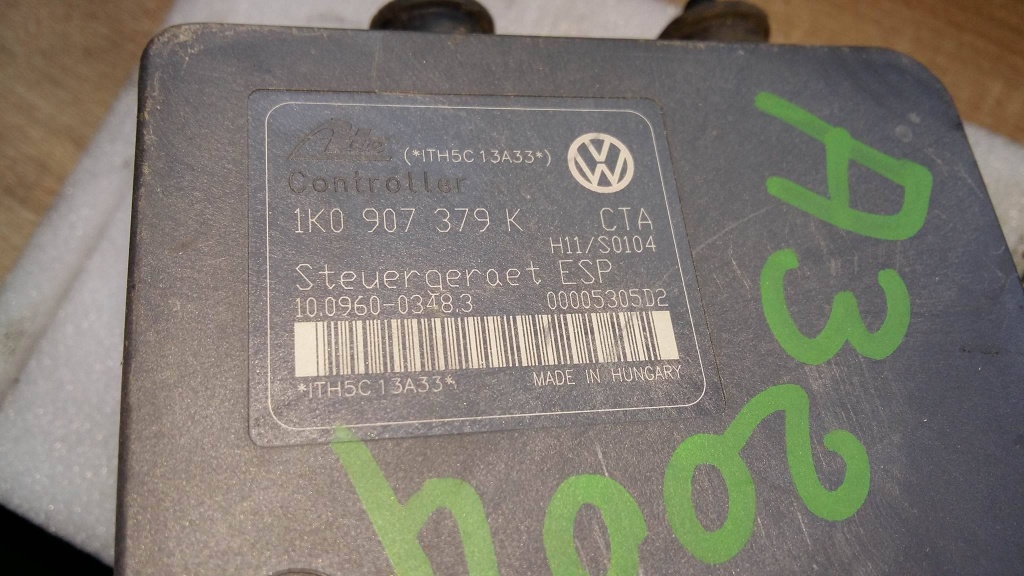 Ate (*ITH5C13A33*)
Controller
1K0 907 379 K CTA
H11/S0104
Steuergeraet ESP
10.0960-0348.3 00005305D2
*ITH5C13A33*
MADE IN HUNGARY
A3
2004